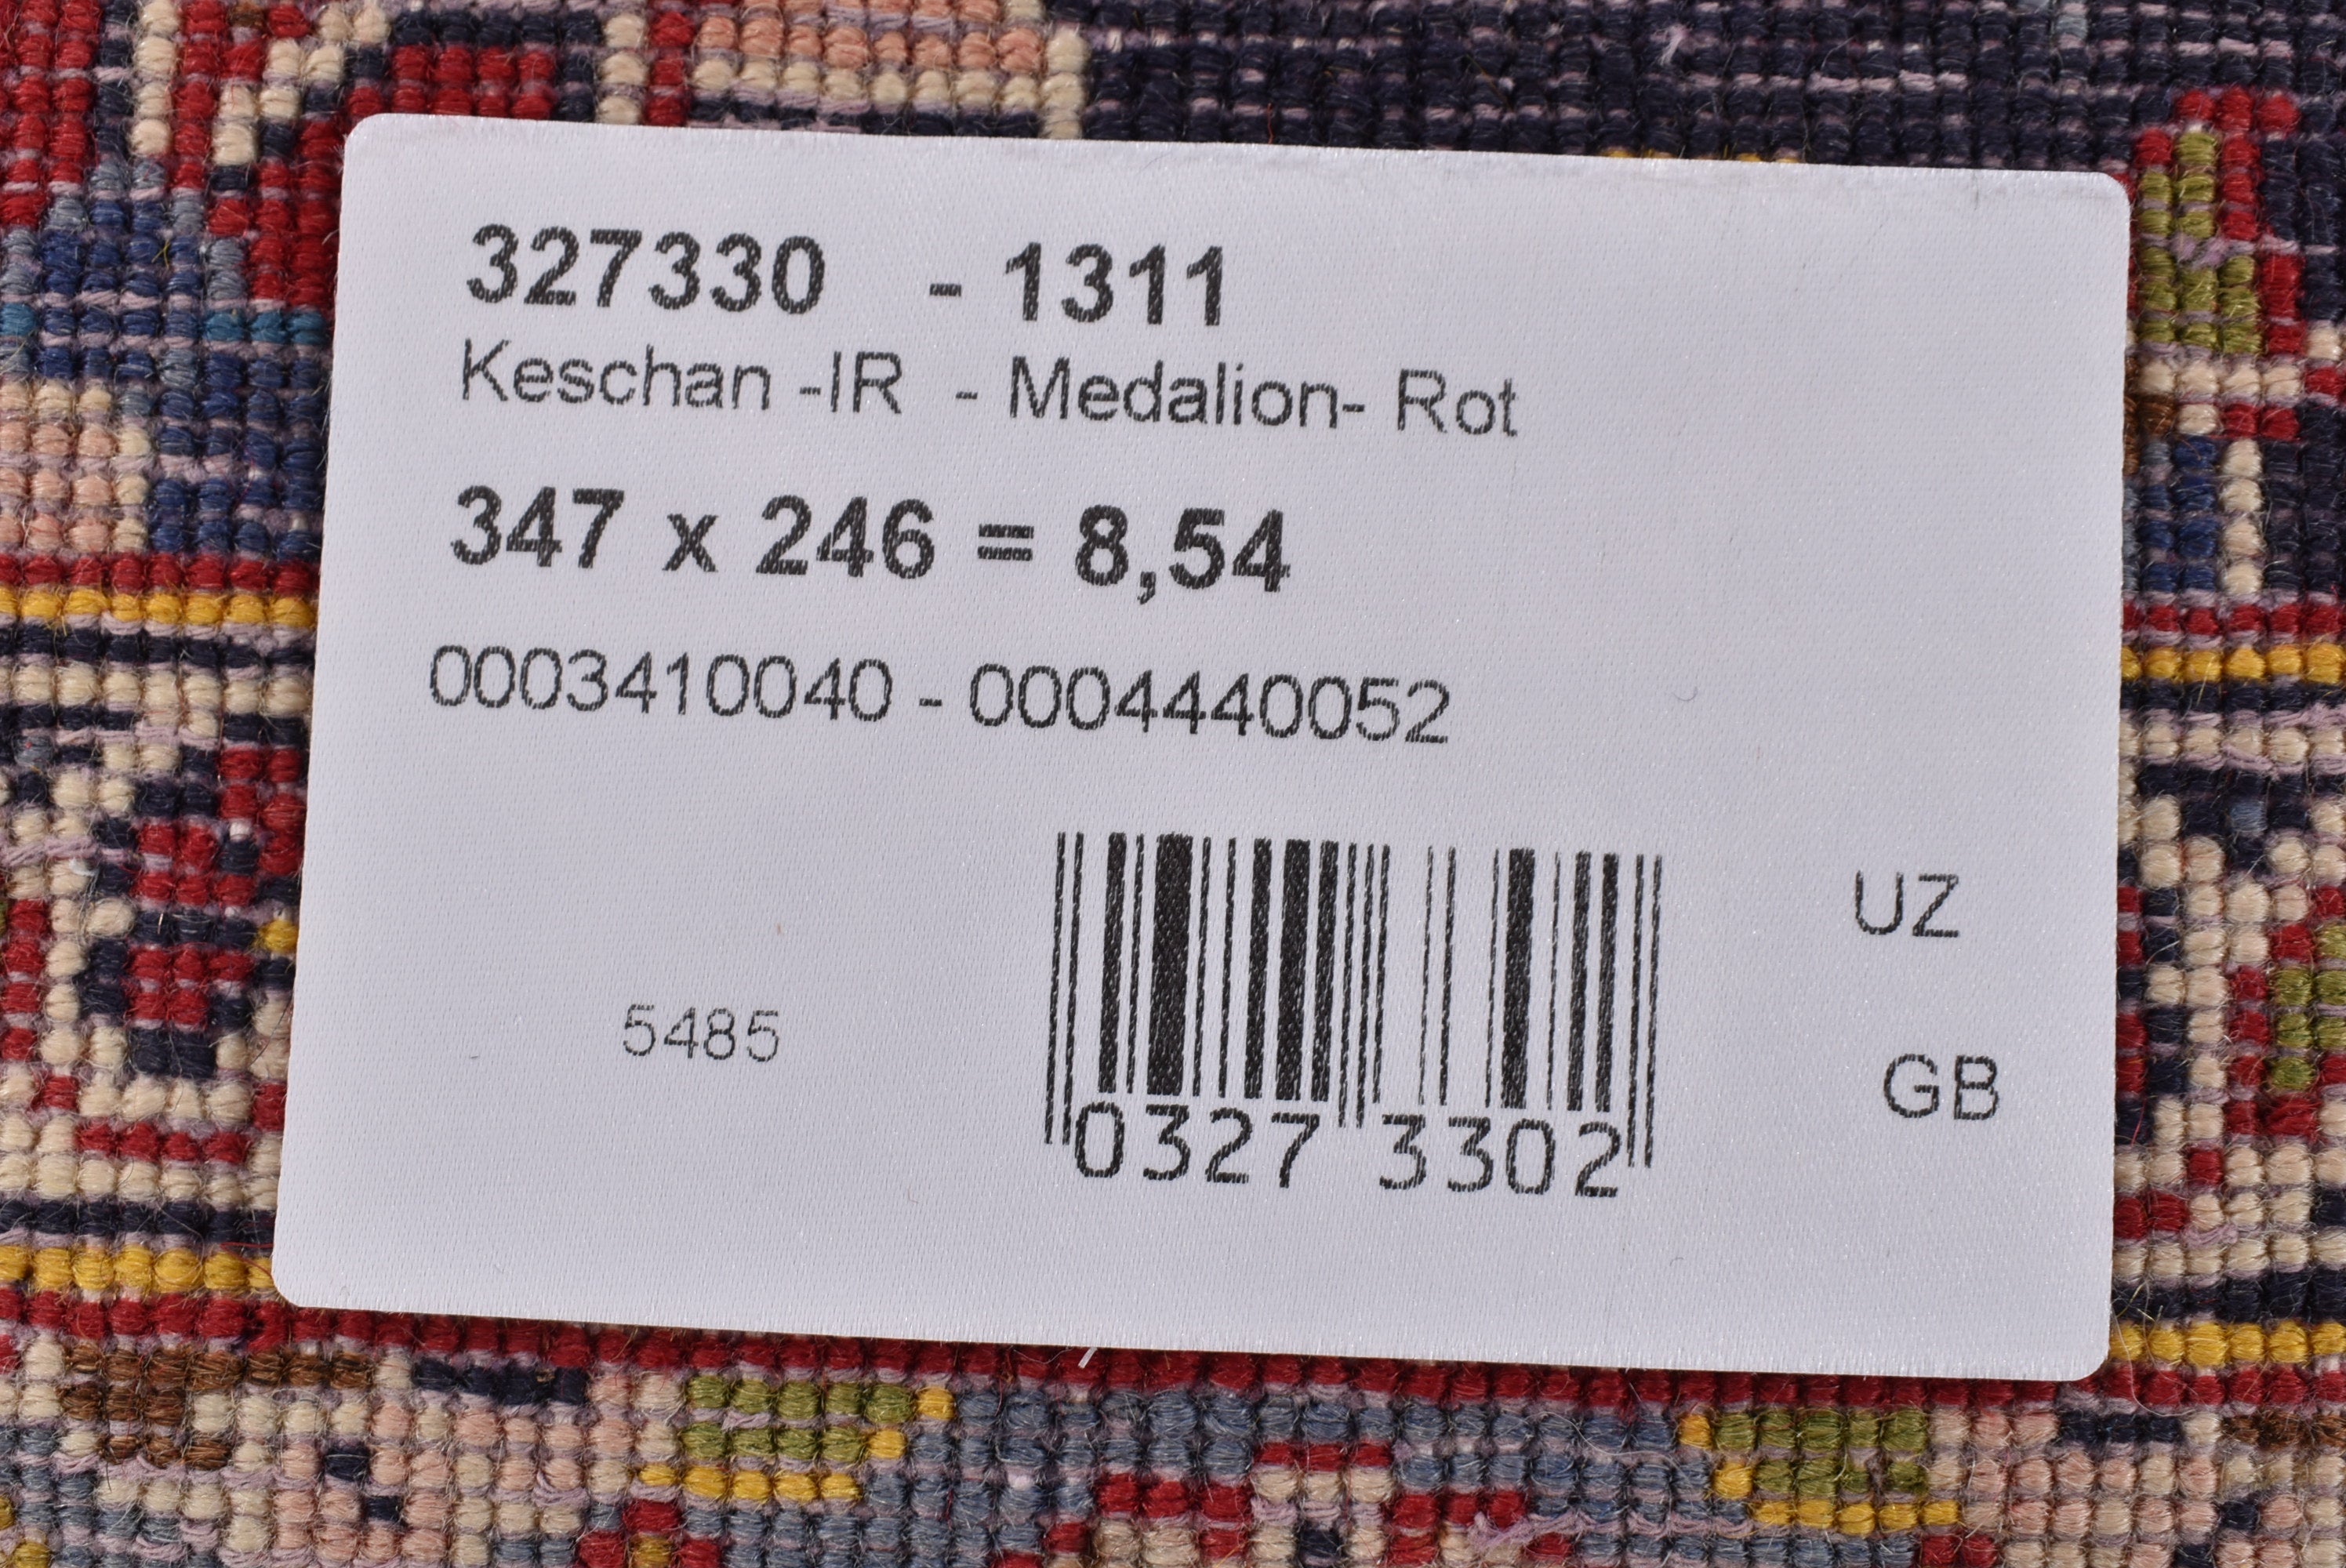 327330 - 1311
Keschan -IR - Medalion- Rot
347 x 246 = 8,54
0003410040 - 0004440052
UZ
5485
GB
0327 3302